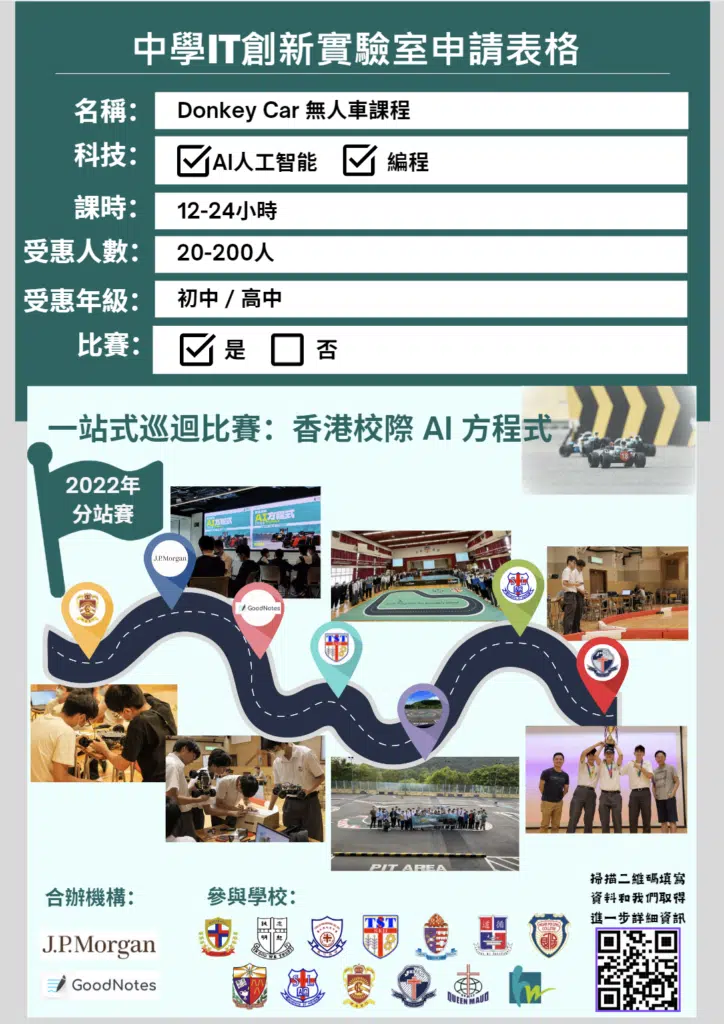 中學IT創新實驗室申請表格
名稱： Donkey Car 無人車課程
科技： AI人工智能 編程
課時： 12-24小時
受惠人數： 20-200人
受惠年級： 初中 / 高中
比賽： 是 否
一站式巡迴比賽：香港校際 AI 方程式
2022年
分站賽
AI方程式
AI方程式
J.P.Morgan
GoodNotes
TST
PIT AREA
合辦機構：
參與學校：
掃描二維碼填寫
資料和我們取得
進一步詳細資訊
J.P.Morgan
GoodNotes
TST
QUEEN MAUD